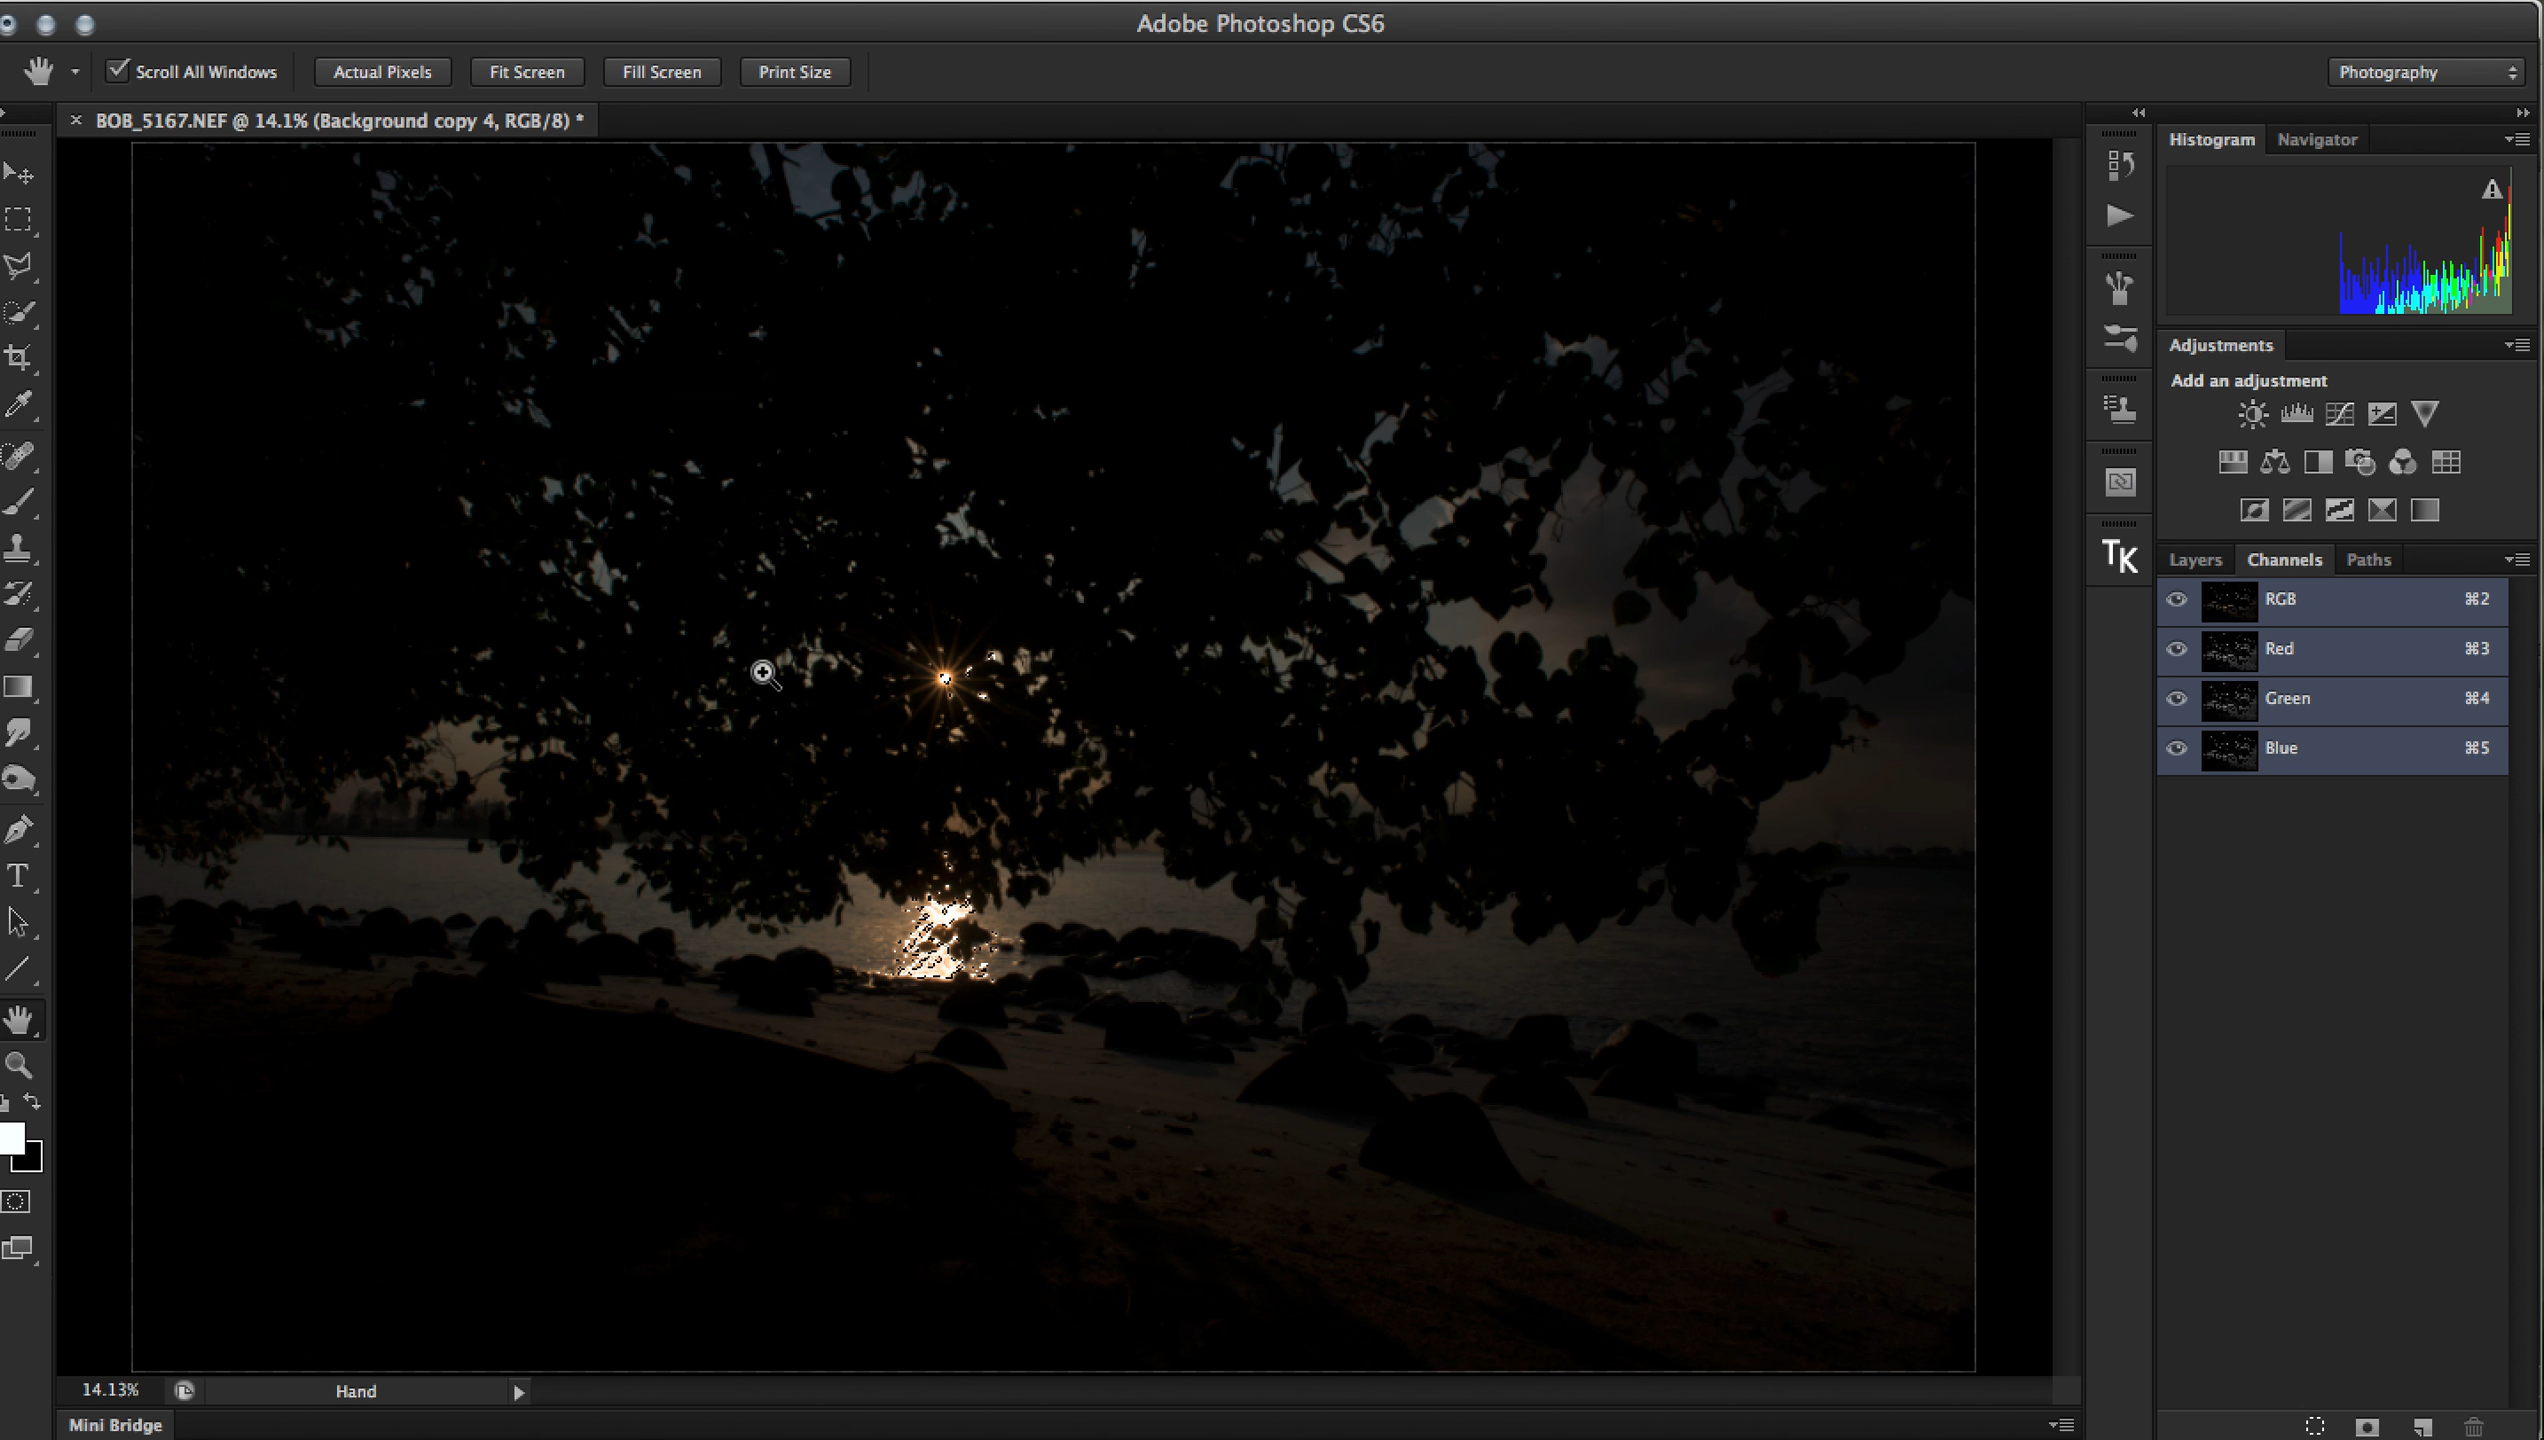 Adobe Photoshop CS6
Scroll All Windows
Actual Pixels
Fit Screen
Fill Screen
Print Size
Photography
× BOB_5167.NEF @ 14.1% (Background copy 4, RGB/8) *
Histogram
Navigator
Adjustments
Add an adjustment
TK
Layers
Channels
Paths
RGB ⌘2
Red ⌘3
Green ⌘4
Blue ⌘5
T
14.13%
Hand
Mini Bridge